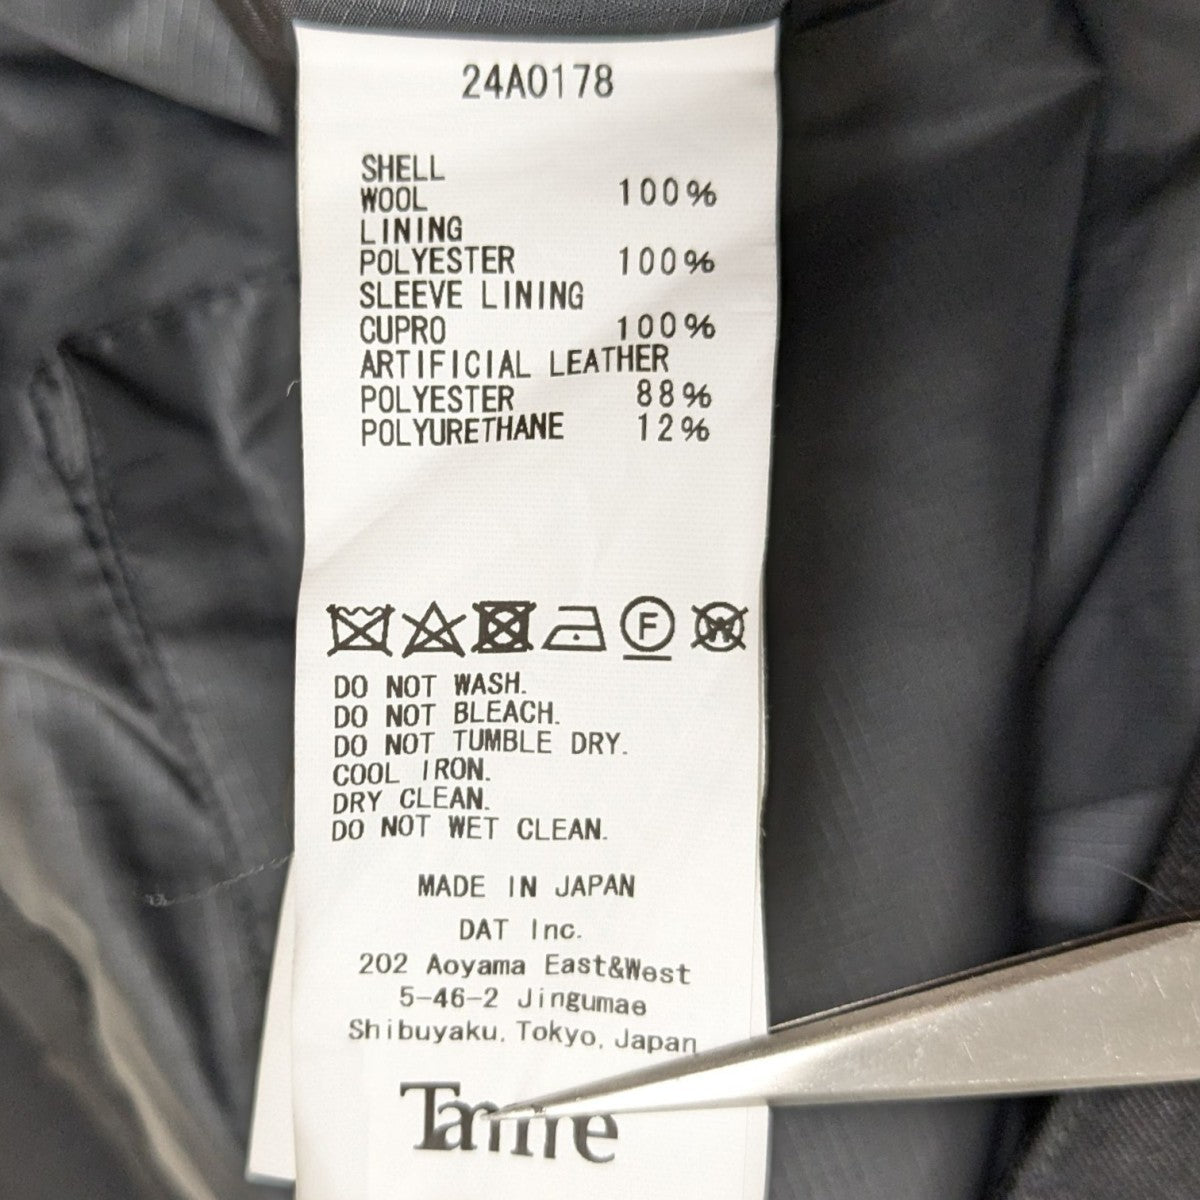 24A0178
SHELL
WOOL 100%
LINING
POLYESTER 100%
SLEEVE LINING
CUPRO 100%
ARTIFICIAL LEATHER
POLYESTER 88%
POLYURETHANE 12%
F W
DO NOT WASH.
DO NOT BLEACH.
DO NOT TUMBLE DRY.
COOL IRON.
DRY CLEAN.
DO NOT WET CLEAN.
MADE IN JAPAN
DAT Inc.
202 Aoyama East&West
5-46-2 Jingumae
Shibuyaku, Tokyo, Japan